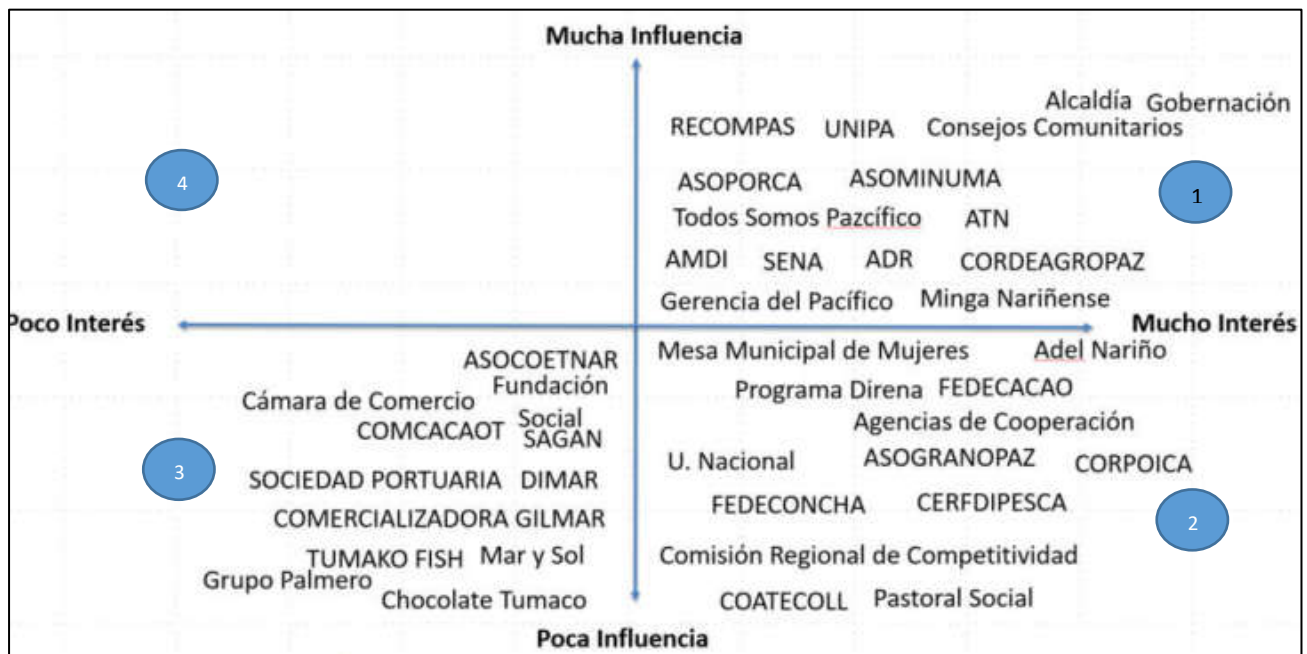 Mucha Influencia
Alcaldía Gobernación
RECOMPAS UNIPA Consejos Comunitarios
4
ASOPORCA ASOMINUMA
1
Todos Somos Pazcífico ATN
AMDI SENA ADR CORDEAGROPAZ
Gerencia del Pacífico Minga Nariñense
Poco Interés Mucho Interés
ASOCOETNAR Mesa Municipal de Mujeres Adel Nariño
Fundación Programa Direna FEDECACAO
Cámara de Comercio
Social Agencias de Cooperación
COMCACAOT SAGAN
3
U. Nacional ASOGRANOPAZ CORPOICA
SOCIEDAD PORTUARIA DIMAR
FEDECONCHA CERFDIPESCA
2
COMERCIALIZADORA GILMAR
TUMAKO FISH Mar y Sol Comisión Regional de Competitividad
Grupo Palmero
Chocolate Tumaco COATECOLL Pastoral Social
Poca Influencia